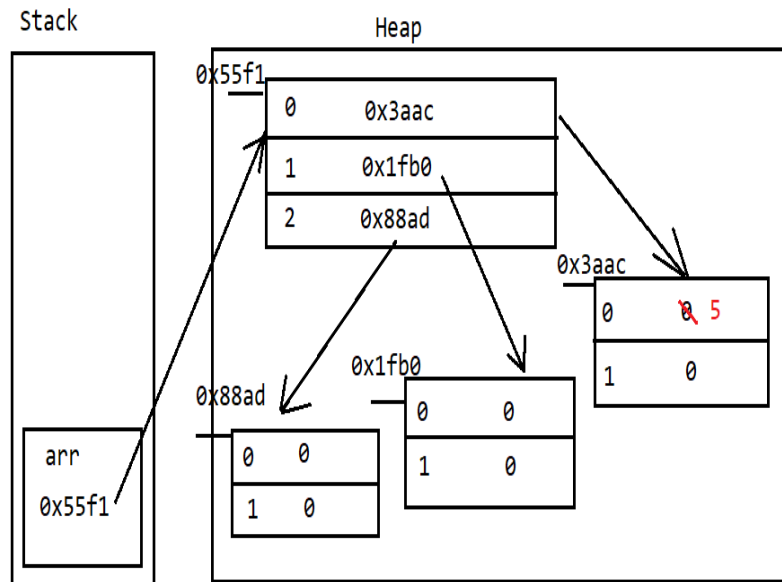 Stack
Heap
0x55f1
0 0x3aac
1 0x1fb0
2 0x88ad
0x3aac
0 0 5
1 0
0x1fb0
0 0
1 0
0x88ad
0 0
1 0
arr
0x55f1